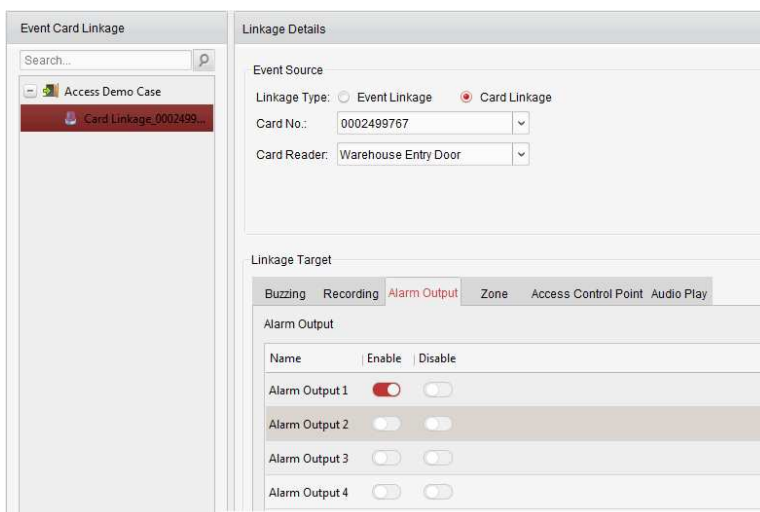 Event Card Linkage
Search...
Access Demo Case
Card Linkage_0002499...
Linkage Details
Event Source
Linkage Type: Event Linkage Card Linkage
Card No.: 0002499767
Card Reader: Warehouse Entry Door
Linkage Target
Buzzing Recording Alarm Output Zone Access Control Point Audio Play
Alarm Output
Name Enable Disable
Alarm Output 1
Alarm Output 2
Alarm Output 3
Alarm Output 4